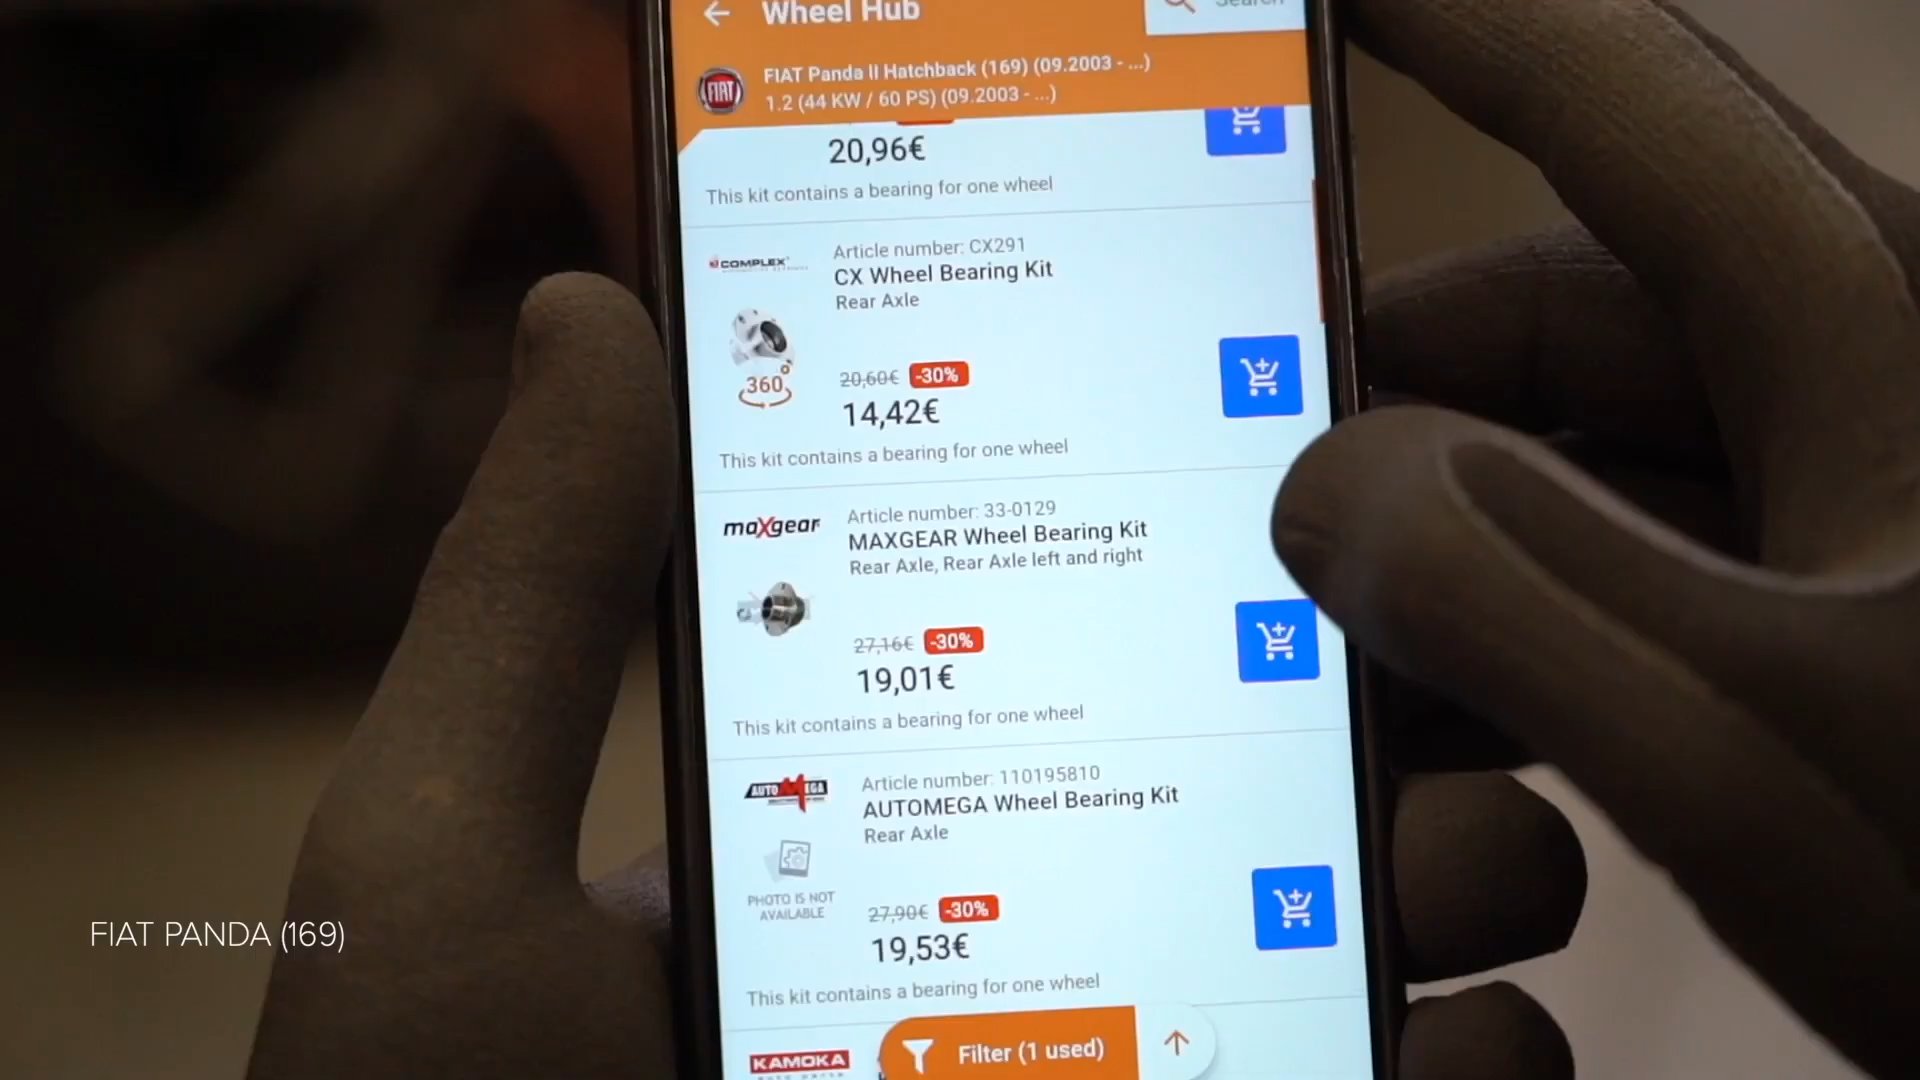 Wheel Hub
Search
FIAT
FIAT Panda II Hatchback (169) (09.2003 - ...)
1.2 (44 KW / 60 PS) (09.2003 - ...)
20,96€
This kit contains a bearing for one wheel
COMPLEX
Article number: CX291
CX Wheel Bearing Kit
Rear Axle
360°
20,60€ -30%
14,42€
This kit contains a bearing for one wheel
maXgear
Article number: 33-0129
MAXGEAR Wheel Bearing Kit
Rear Axle, Rear Axle left and right
27,16€ -30%
19,01€
This kit contains a bearing for one wheel
AUTOMEGA
Article number: 110195810
AUTOMEGA Wheel Bearing Kit
Rear Axle
PHOTO IS NOT
AVAILABLE
27,90€ -30%
19,53€
This kit contains a bearing for one wheel
KAMOKA
Filter (1 used)
FIAT PANDA (169)